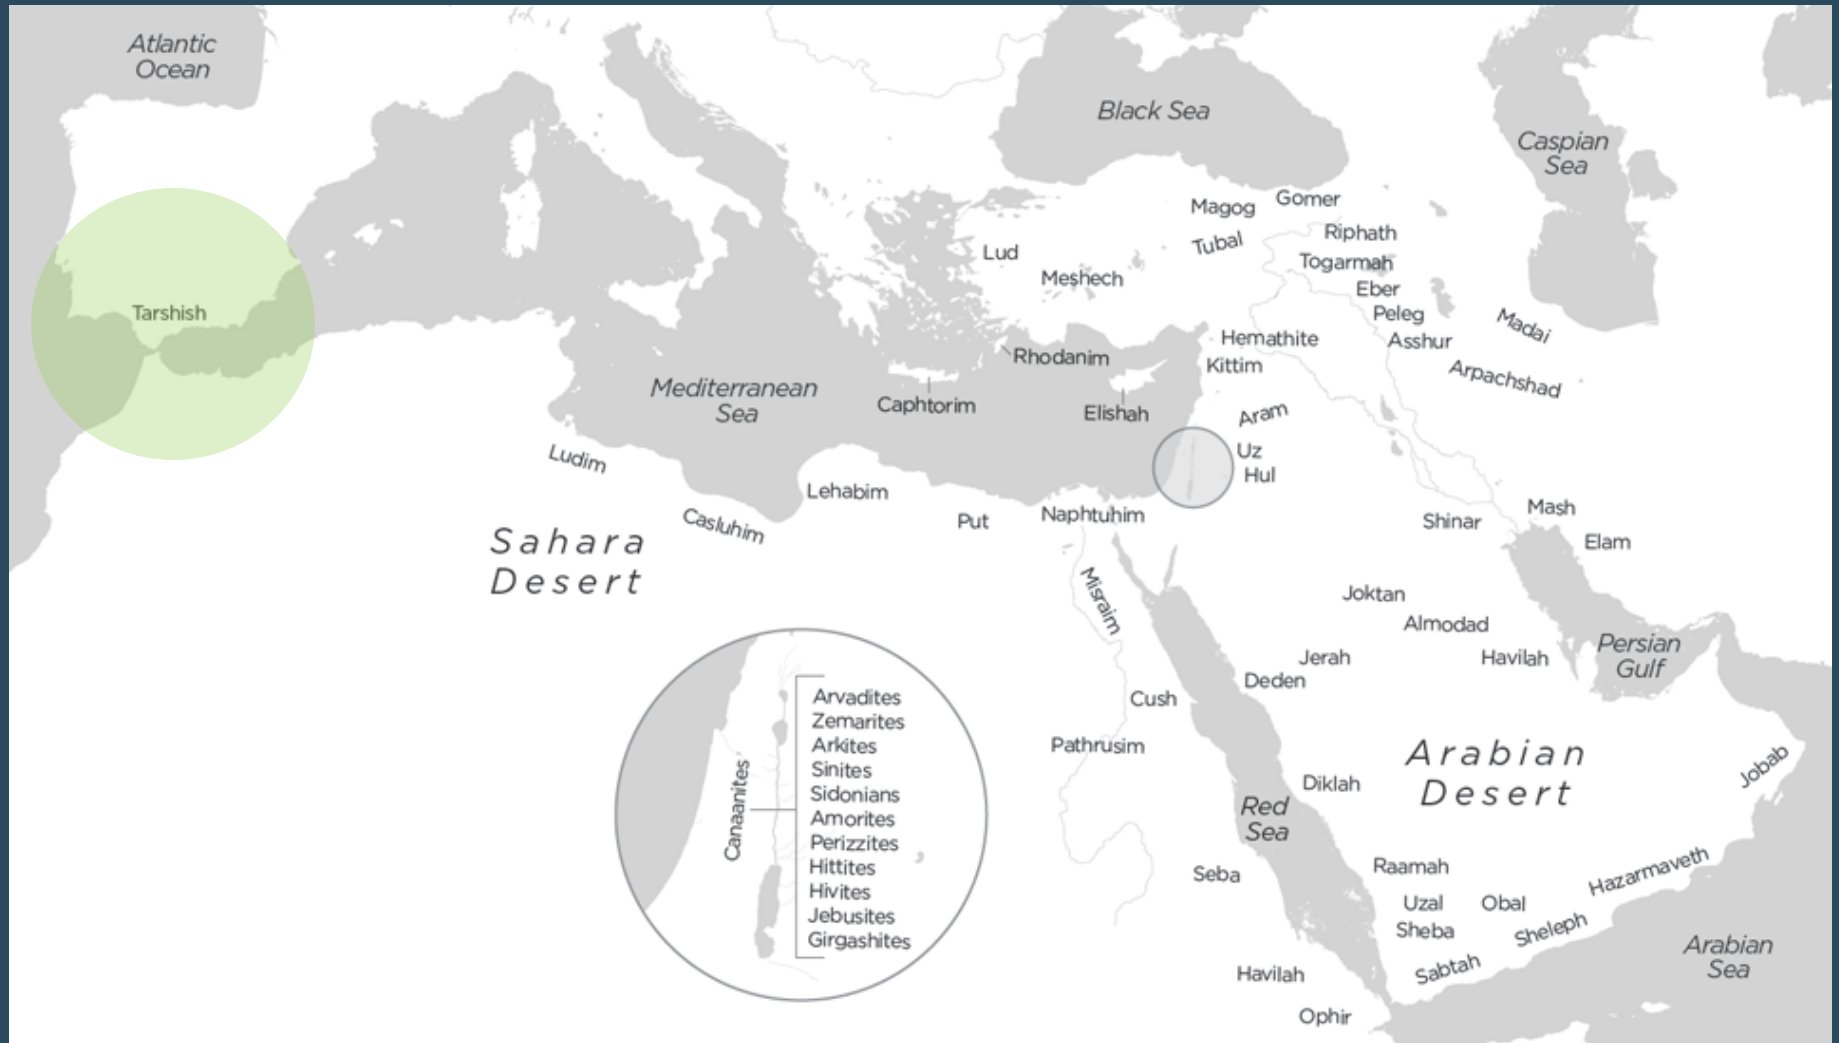 Atlantic
Ocean
Black Sea
Caspian
Sea
Magog
Gomer
Tubal
Riphath
Lud
Togarmah
Meshech
Eber
Tarshish
Peleg
Madai
Hemathite
Asshur
Rhodanim
Kittim
Arpachshad
Mediterranean
Sea
Caphtorim
Elishah
Aram
Ludim
Uz
Hul
Lehabim
Casluhim
Put
Naphtuhim
Shinar
Mash
Elam
Sahara
Desert
Misraim
Joktan
Almodad
Jerah
Havilah
Persian
Gulf
Deden
Cush
Pathrusim
Arabian
Desert
Jobab
Diklah
Red
Sea
Canaanites
Arvadites
Zemarites
Arkites
Sinites
Sidonians
Amorites
Perizzites
Hittites
Hivites
Jebusites
Girgashites
Seba
Raamah
Hazarmaveth
Uzal
Obal
Sheba
Sheleph
Arabian
Sea
Sabtah
Havilah
Ophir